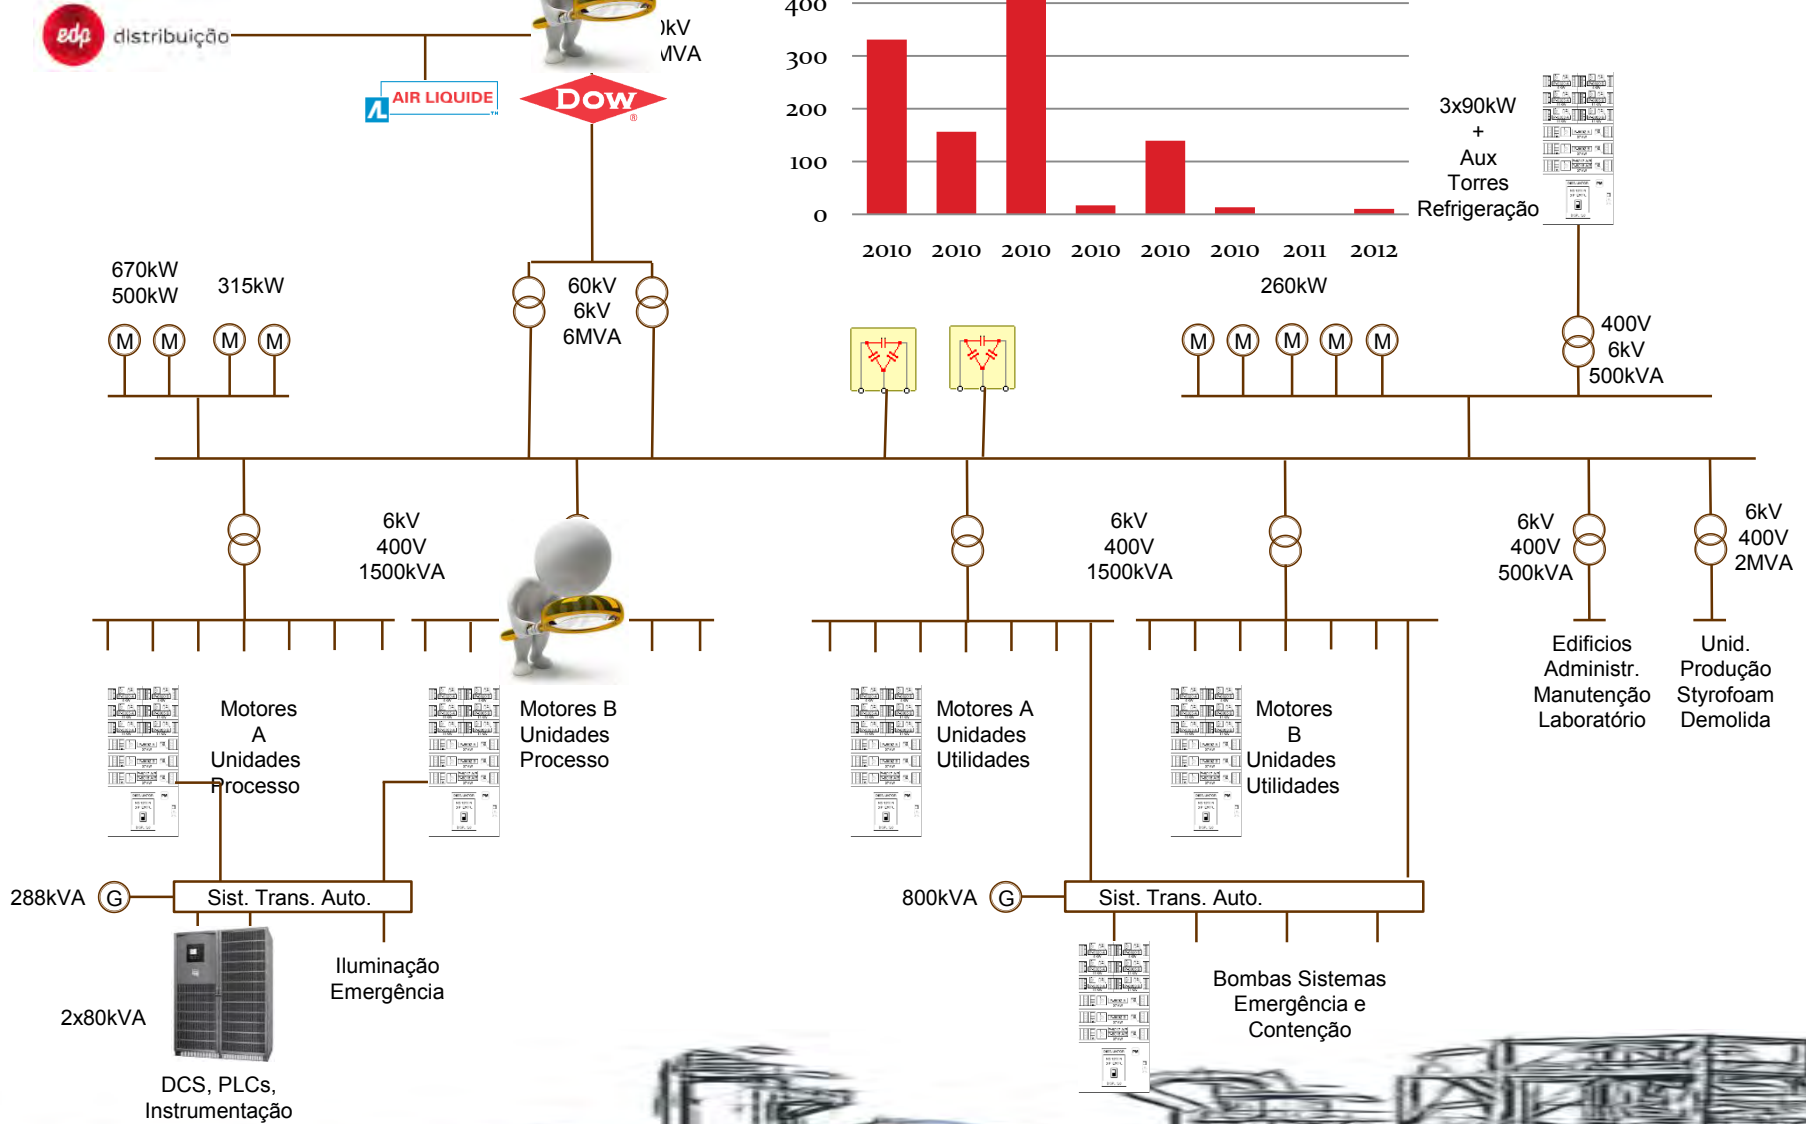 edp distribuição
kV
MVA
AIR LIQUIDE
TM
Dow
®
400
300
200
100
0
2010 2010 2010 2010 2010 2010 2011 2012
3x90kW
+
Aux
Torres
Refrigeração
670kW
500kW
315kW
60kV
6kV
6MVA
260kW
400V
6kV
500kVA
M M M M
M M M M M
6kV
400V
1500kVA
6kV
400V
1500kVA
6kV
400V
500kVA
6kV
400V
2MVA
Motores
A
Unidades
Processo
Motores B
Unidades
Processo
Motores A
Unidades
Utilidades
Motores
B
Unidades
Utilidades
Edificios
Administr.
Manutenção
Laboratório
Unid.
Produção
Styrofoam
Demolida
288kVA G Sist. Trans. Auto.
800kVA G Sist. Trans. Auto.
Iluminação
Emergência
2x80kVA
DCS, PLCs,
Instrumentação
Bombas Sistemas
Emergência e
Contenção